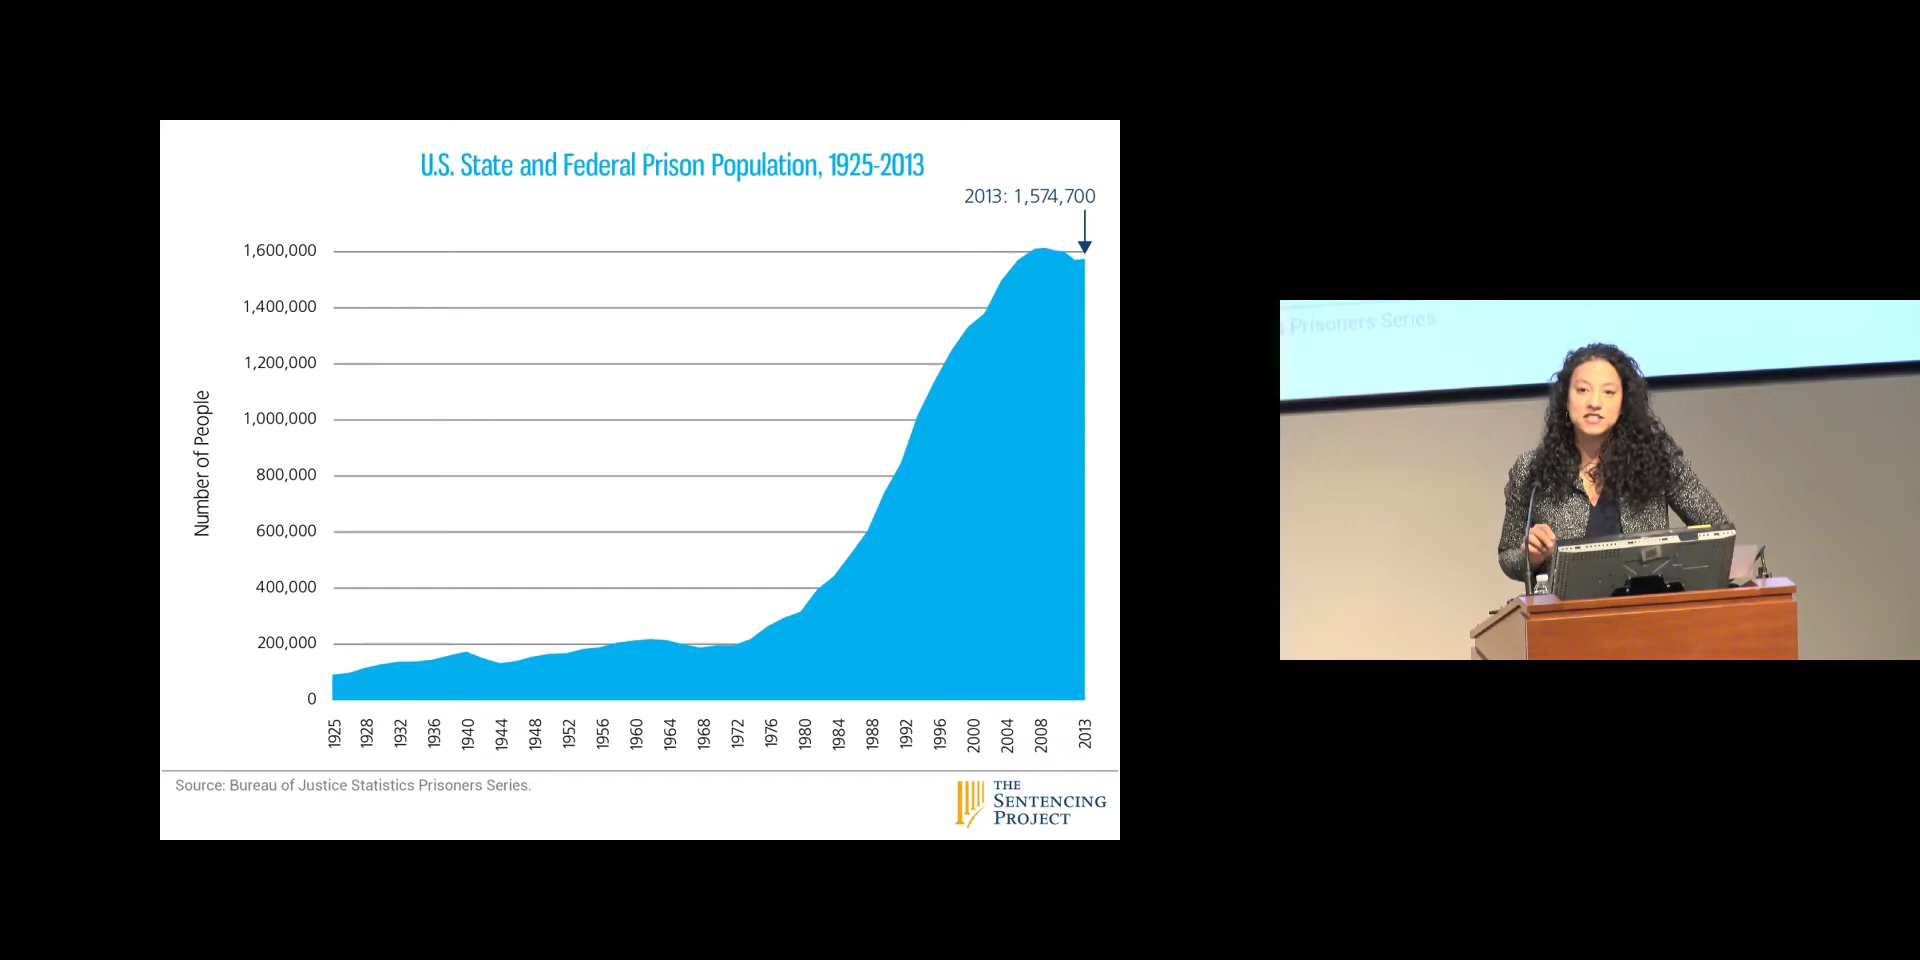 U.S. State and Federal Prison Population, 1925-2013
2013: 1,574,700
1,600,000
1,400,000
1,200,000
1,000,000
800,000
600,000
400,000
200,000
0
Number of People
1925 1928 1932 1936 1940 1944 1948 1952 1956 1960 1964 1968 1972 1976 1980 1984 1988 1992 1996 2000 2004 2008 2013
Source: Bureau of Justice Statistics Prisoners Series.
THE
SENTENCING
PROJECT
s Prisoners Series